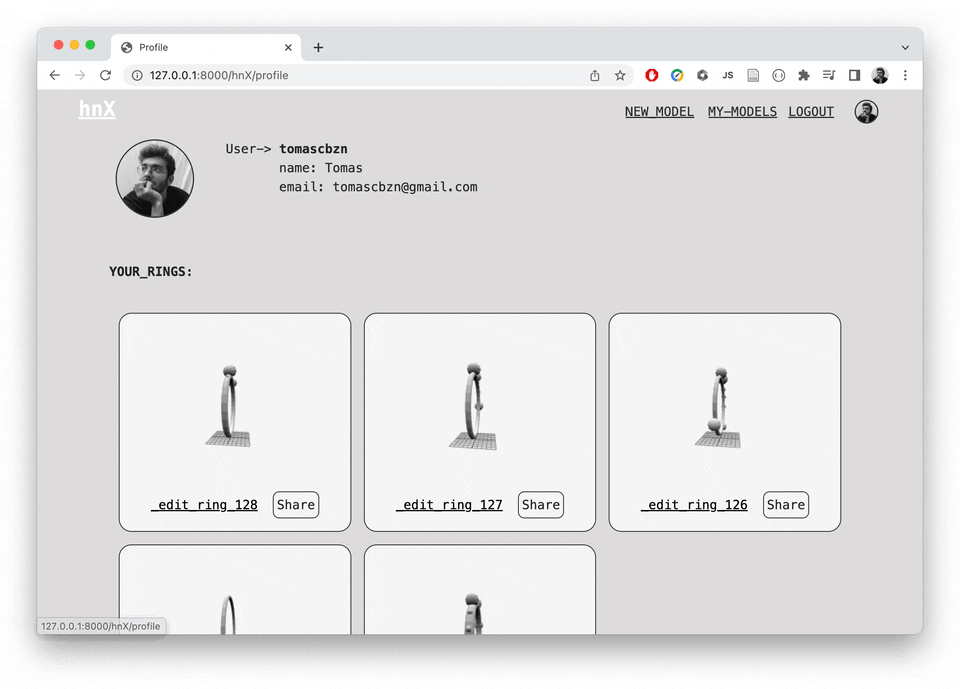 Profile
127.0.0.1:8000/hnX/profile
JS
hnX
NEW_MODEL MY-MODELS LOGOUT
User-> tomascbzn
name: Tomas
email: tomascbzn@gmail.com
YOUR_RINGS:
_edit_ring_128 Share
_edit_ring_127 Share
_edit_ring_126 Share
127.0.0.1:8000/hnX/profile